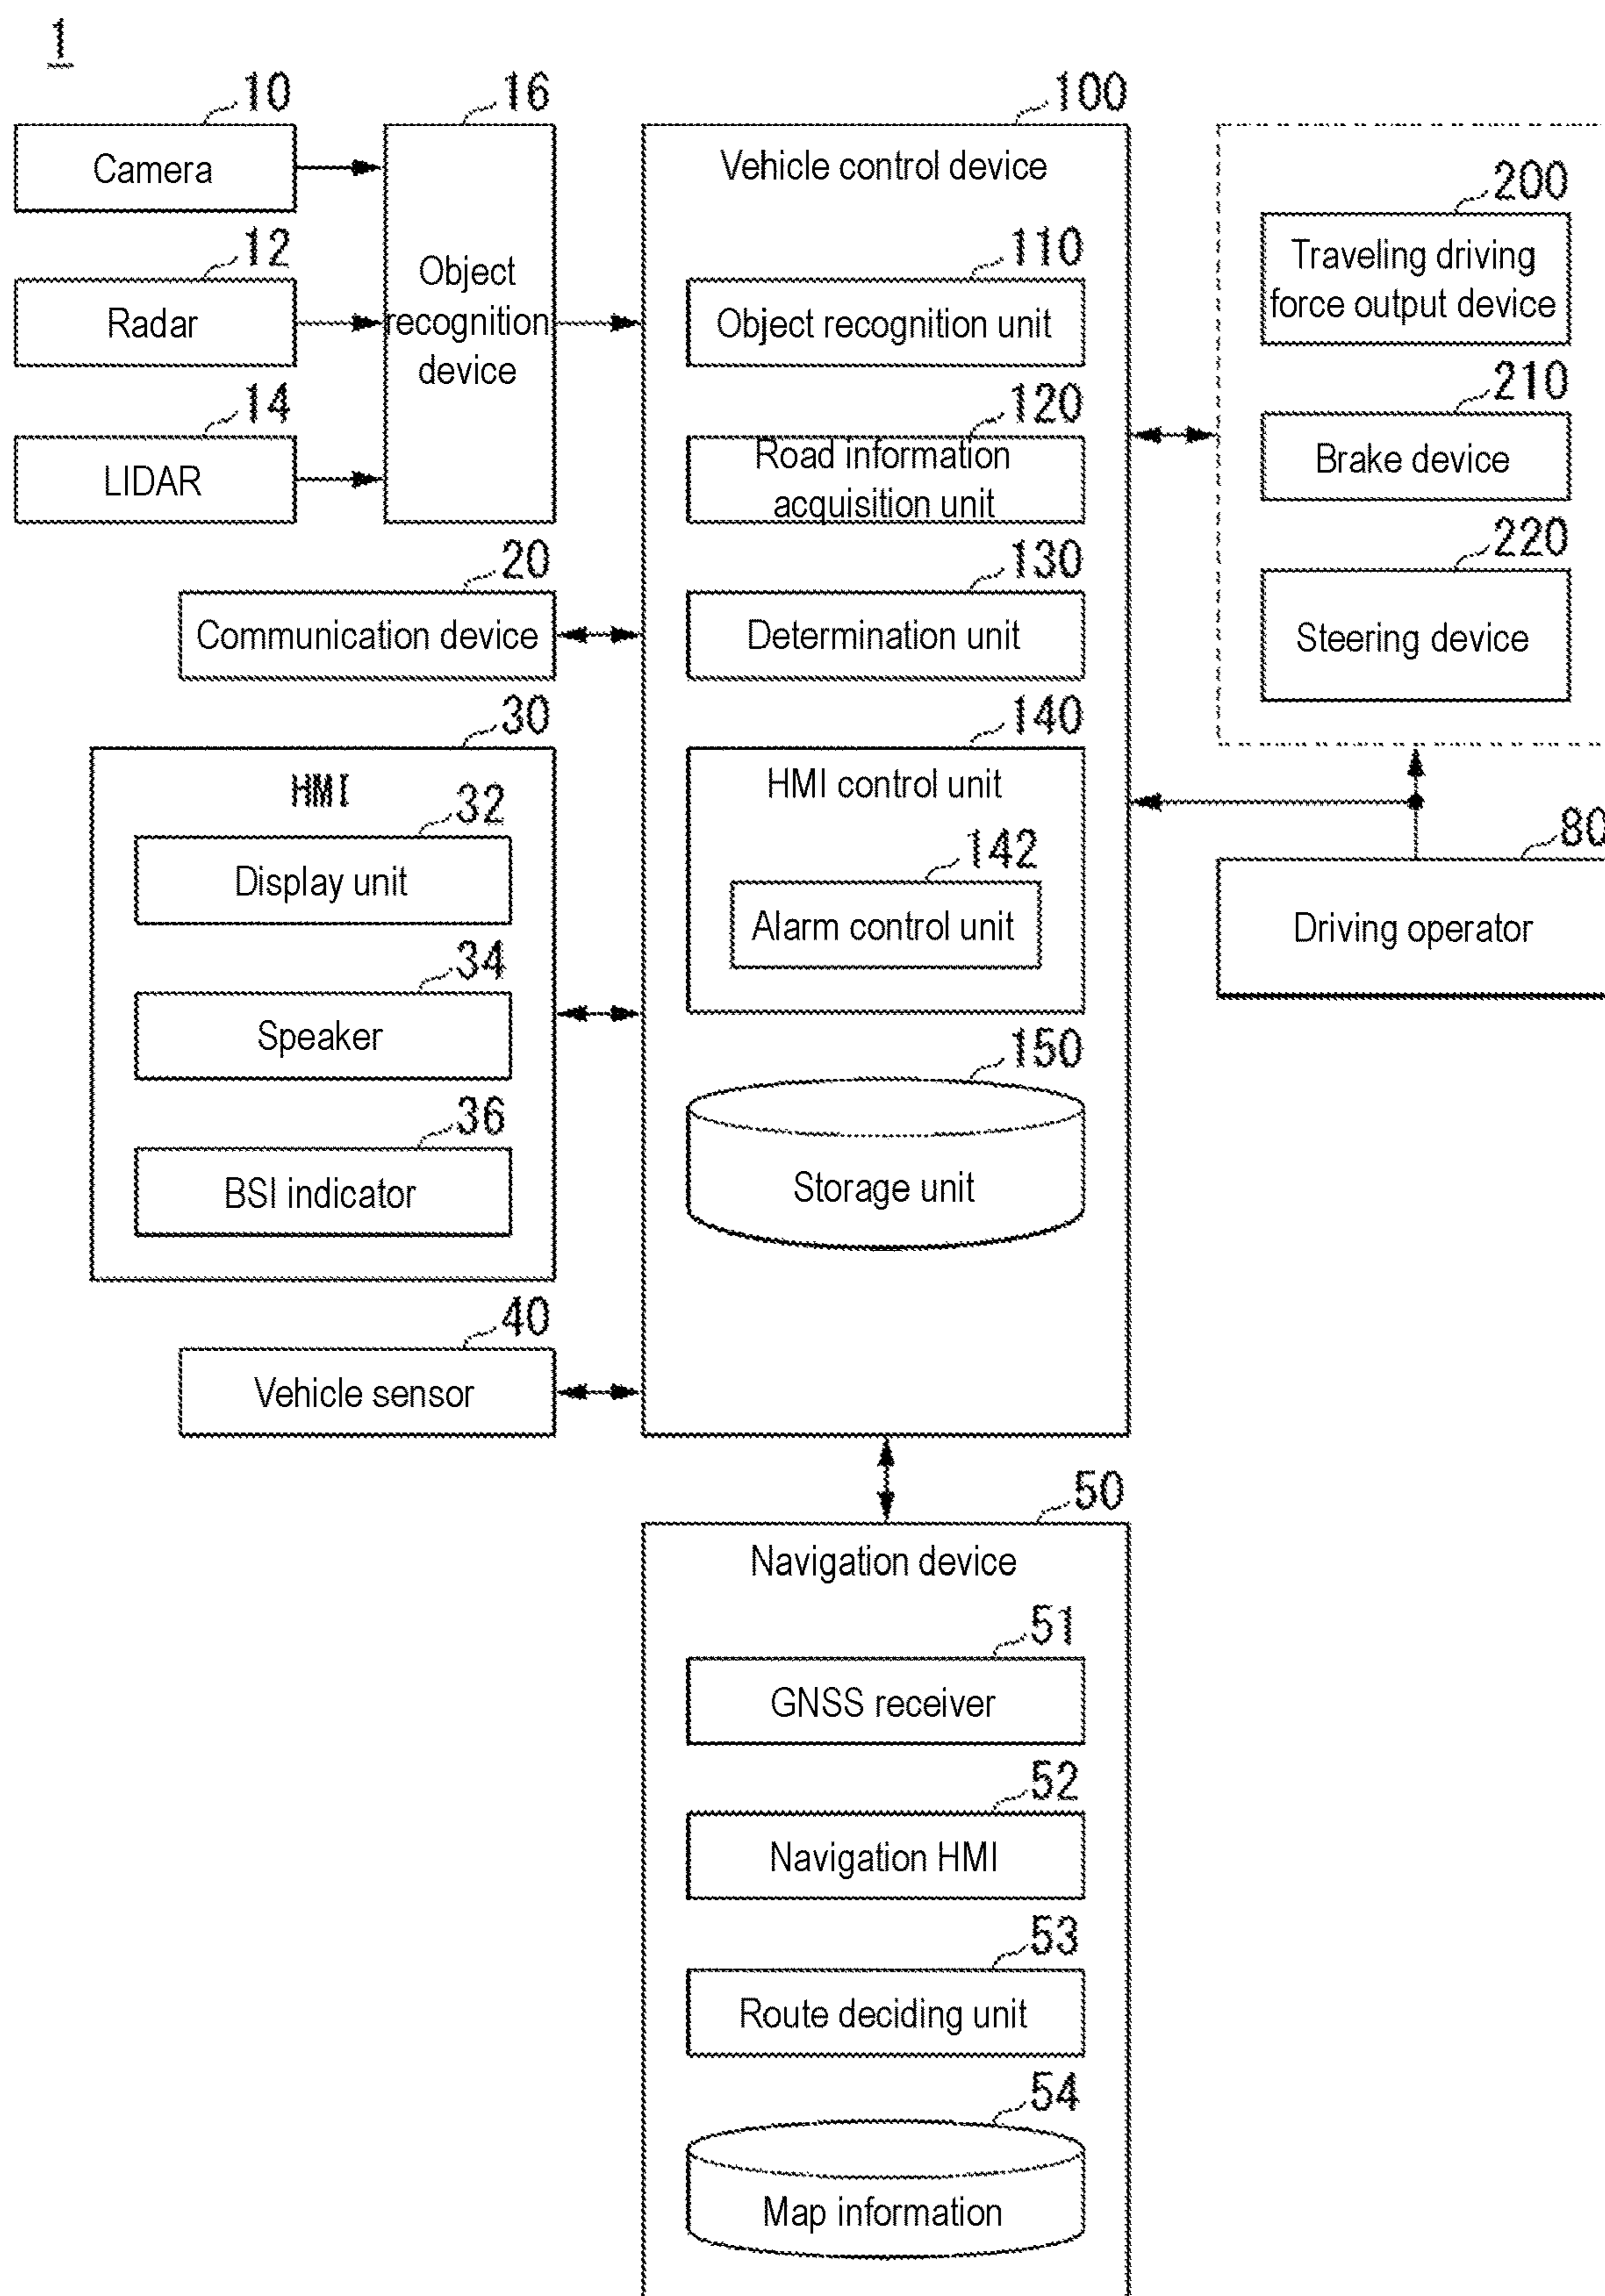 1
10
Camera
12
Radar
14
LIDAR
16
Object
recognition
device
20
Communication device
30
HMI
32
Display unit
34
Speaker
36
BSI indicator
40
Vehicle sensor
100
Vehicle control device
110
Object recognition unit
120
Road information
acquisition unit
130
Determination unit
140
HMI control unit
142
Alarm control unit
150
Storage unit
200
Traveling driving
force output device
210
Brake device
220
Steering device
80
Driving operator
50
Navigation device
51
GNSS receiver
52
Navigation HMI
53
Route deciding unit
54
Map information